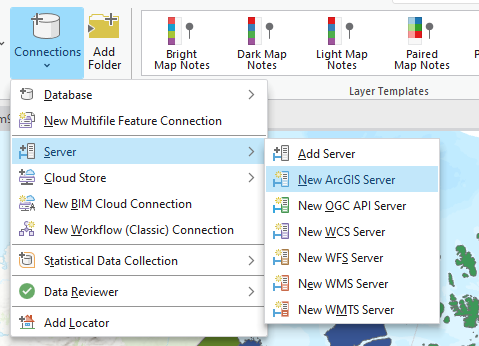 Connections
Add
Folder
Bright
Map Notes
Dark Map
Notes
Light Map
Notes
Paired
Map Notes
Layer Templates
Database
New Multifile Feature Connection
Server
Cloud Store
New BIM Cloud Connection
New Workflow (Classic) Connection
Statistical Data Collection
Data Reviewer
Add Locator
Add Server
New ArcGIS Server
New OGC API Server
New WCS Server
New WFS Server
New WMS Server
New WMTS Server